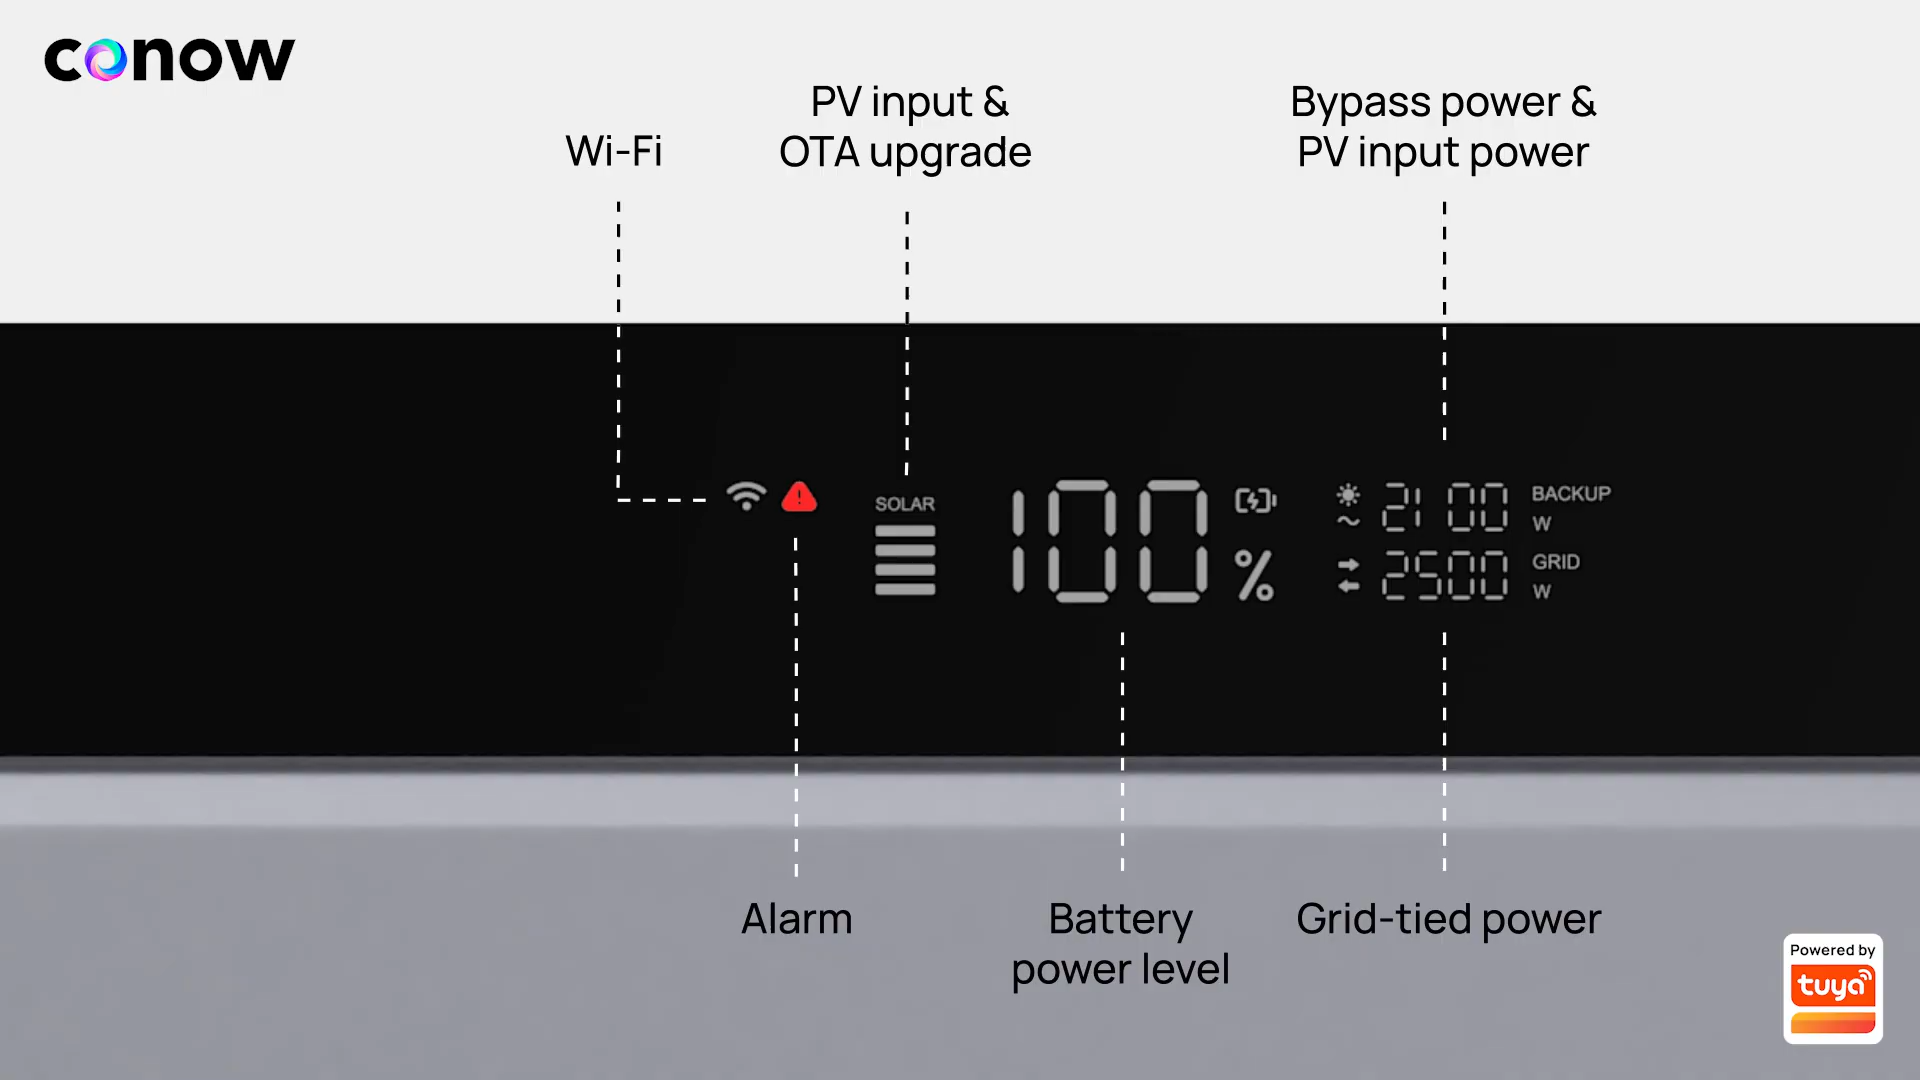 conow
PV input &
OTA upgrade
Bypass power &
PV input power
Wi-Fi
SOLAR
100
%
2100
BACKUP
W
2500
GRID
W
Alarm
Battery
power level
Grid-tied power
Powered by
tuya